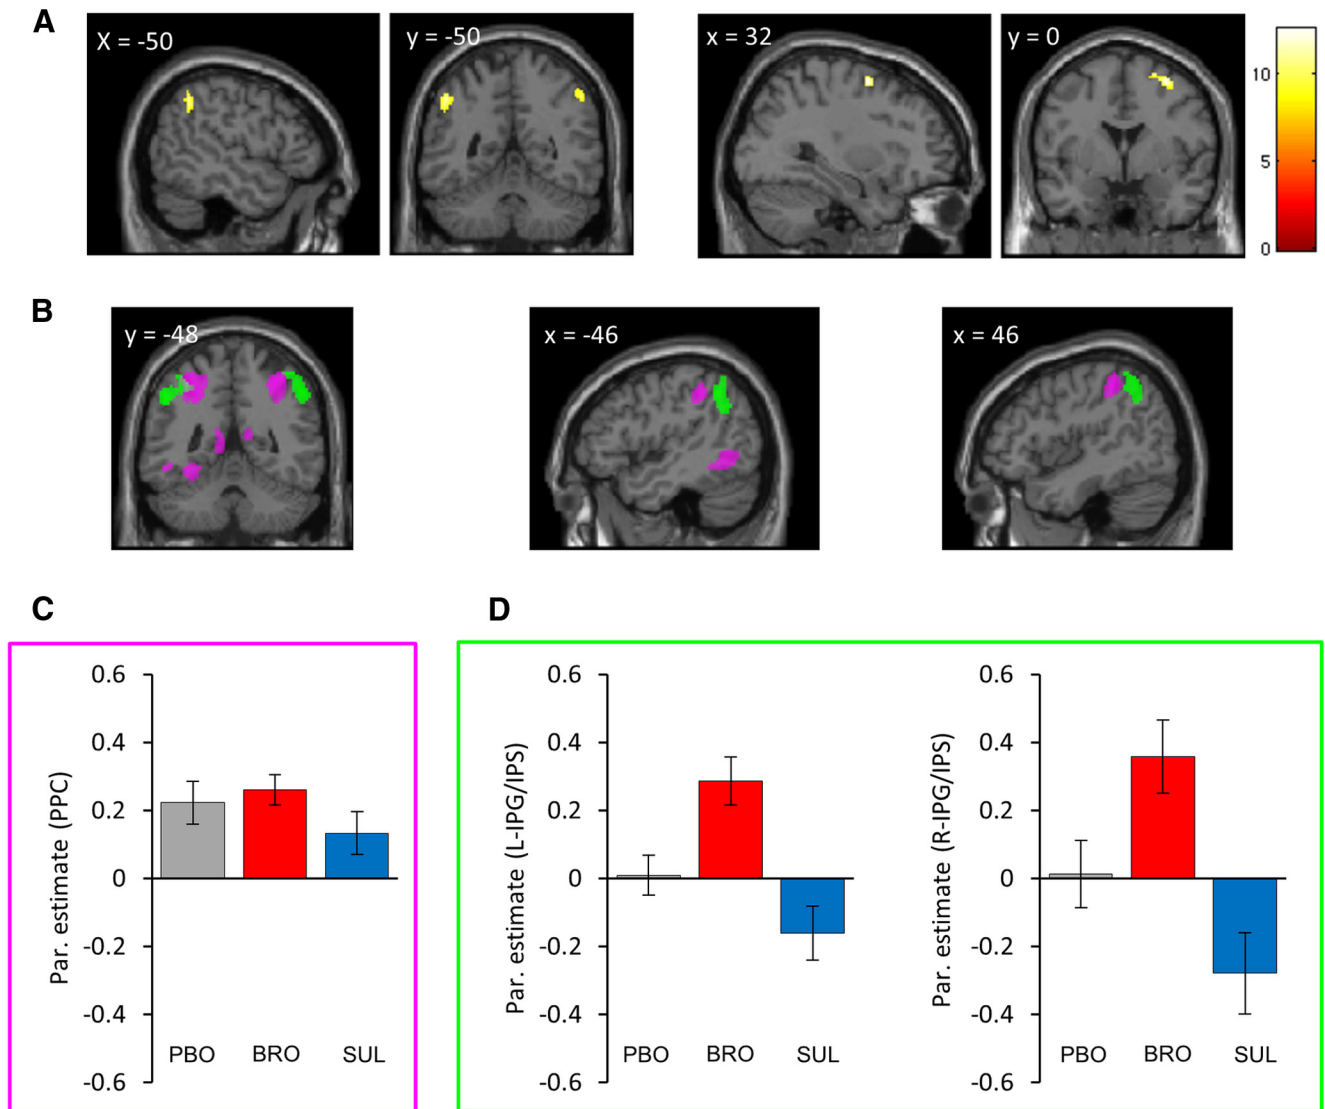 A
X = -50
y = -50
x = 32
y = 0
10
5
0
B
y = -48
x = -46
x = 46
C
D
Par. estimate (PPC)
0.6
0.4
0.2
0
-0.2
-0.4
-0.6
PBO BRO SUL
Par. estimate (L-IPG/IPS)
0.6
0.4
0.2
0
-0.2
-0.4
-0.6
PBO BRO SUL
Par. estimate (R-IPG/IPS)
0.6
0.4
0.2
0
-0.2
-0.4
-0.6
PBO BRO SUL